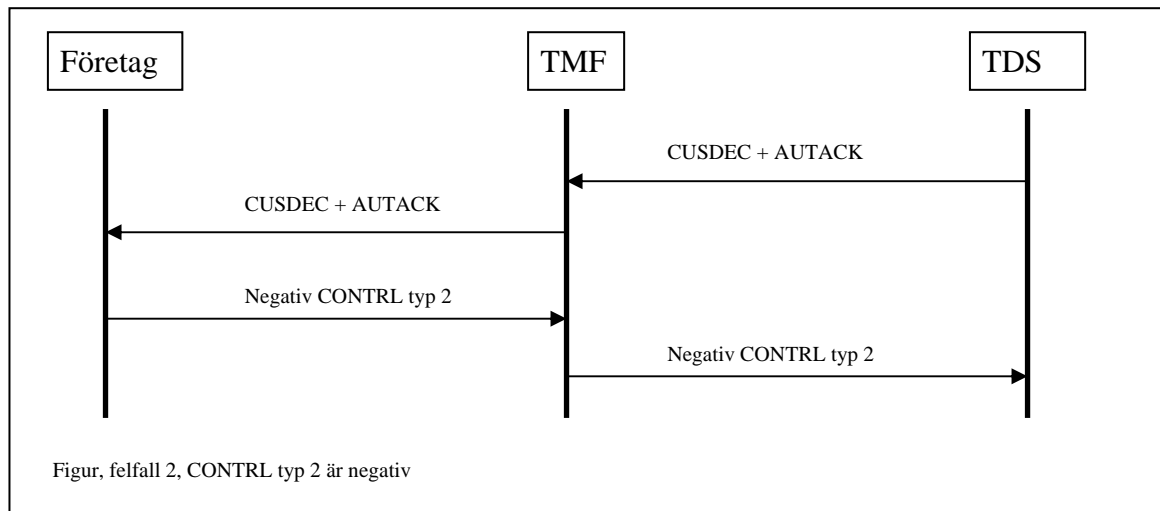 Företag
TMF
TDS
CUSDEC + AUTACK
CUSDEC + AUTACK
Negativ CONTRL typ 2
Negativ CONTRL typ 2
Figur, felfall 2, CONTRL typ 2 är negativ